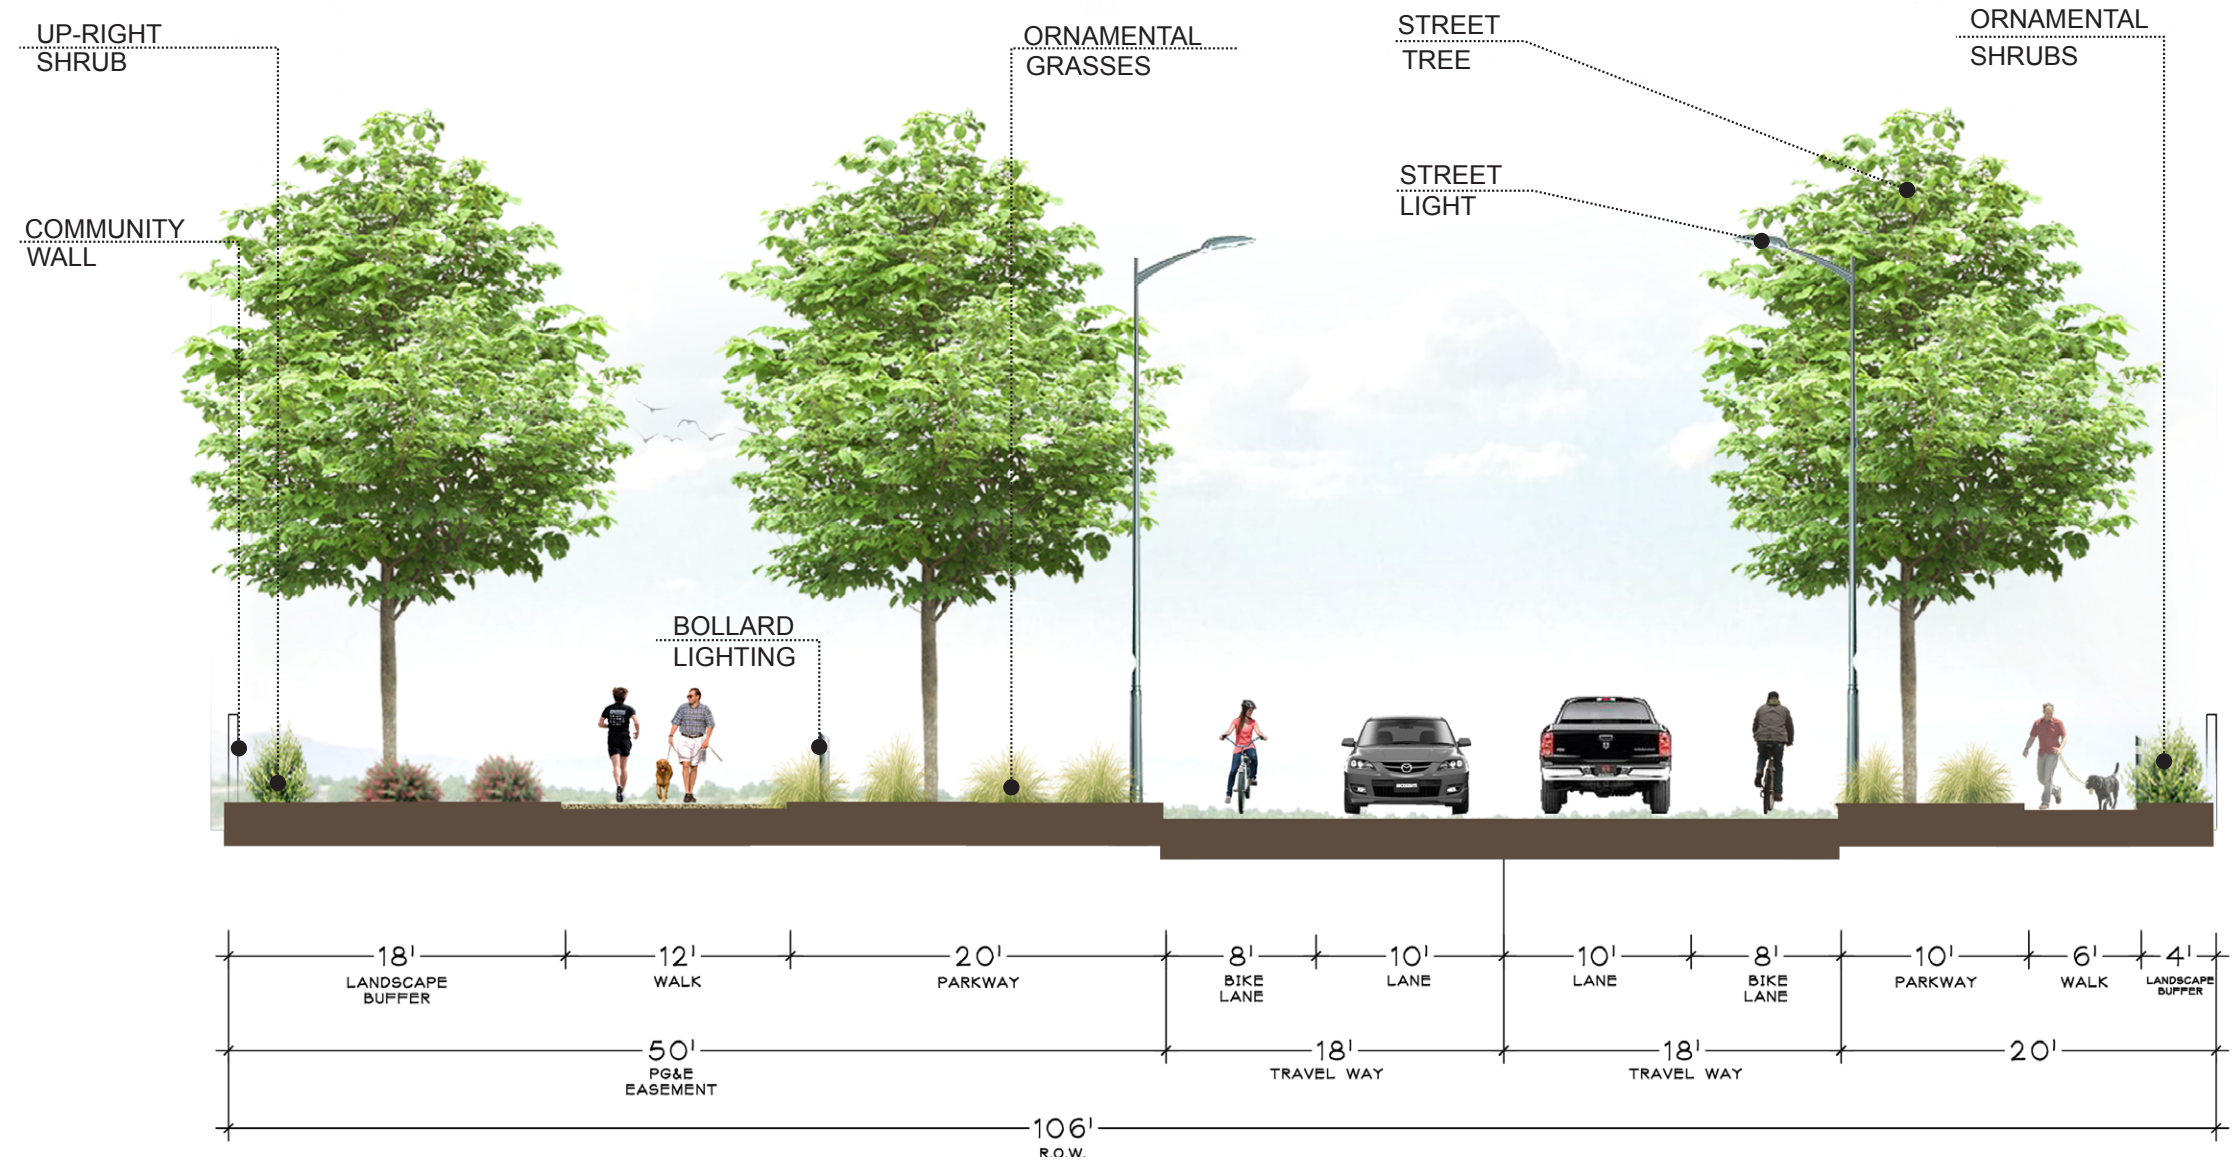 UP-RIGHT
SHRUB
ORNAMENTAL
GRASSES
STREET
TREE
ORNAMENTAL
SHRUBS
COMMUNITY
WALL
STREET
LIGHT
BOLLARD
LIGHTING
18' 12' 20' 8' 10' 10' 8' 10' 6' 4'
LANDSCAPE
BUFFER
WALK
PARKWAY
BIKE
LANE
LANE
LANE
BIKE
LANE
PARKWAY
WALK
LANDSCAPE
BUFFER
50' 18' 18' 20'
PG&E
EASEMENT
TRAVEL WAY
TRAVEL WAY
106'
R.O.W.